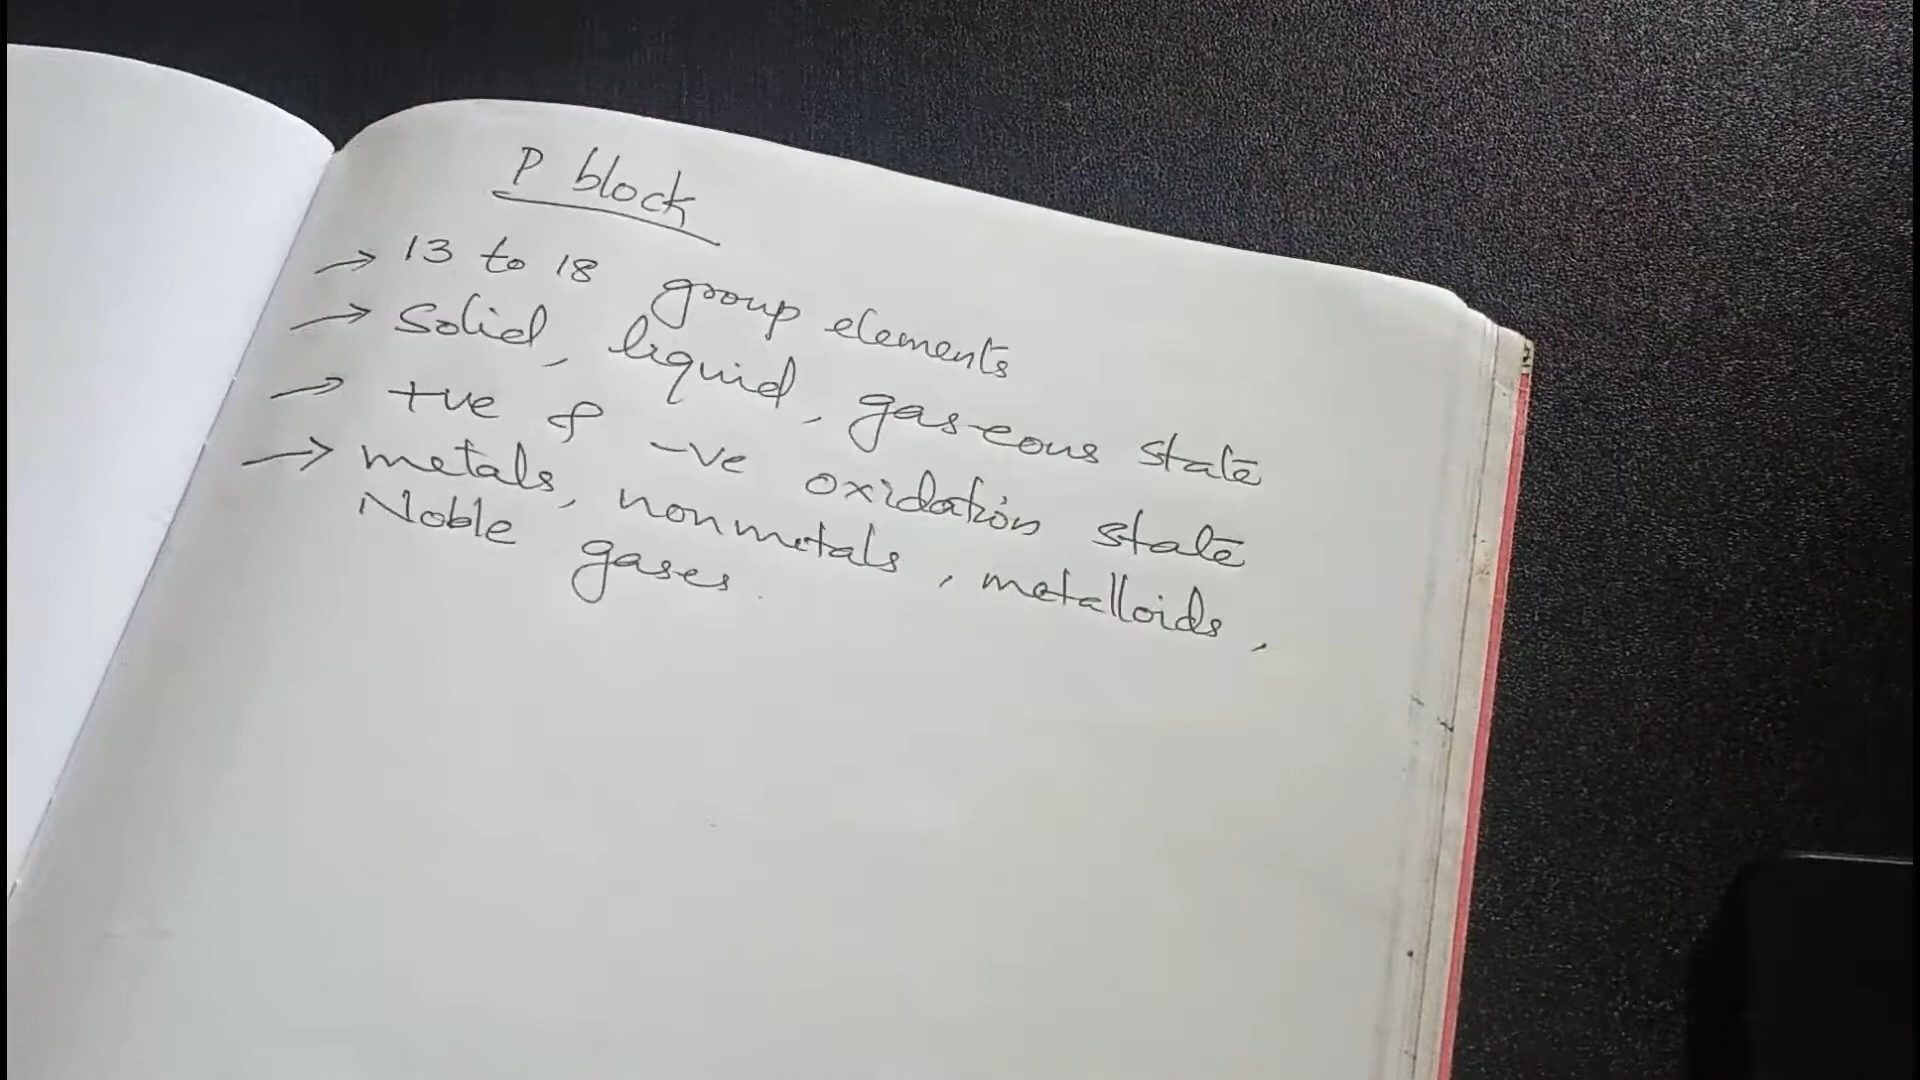 P block
→ 13 to 18 group elements
→ Solid, liquid, gaseous state
→ +ve & -ve oxidation state
→ metals, nonmetals, metalloids,
Noble gases.